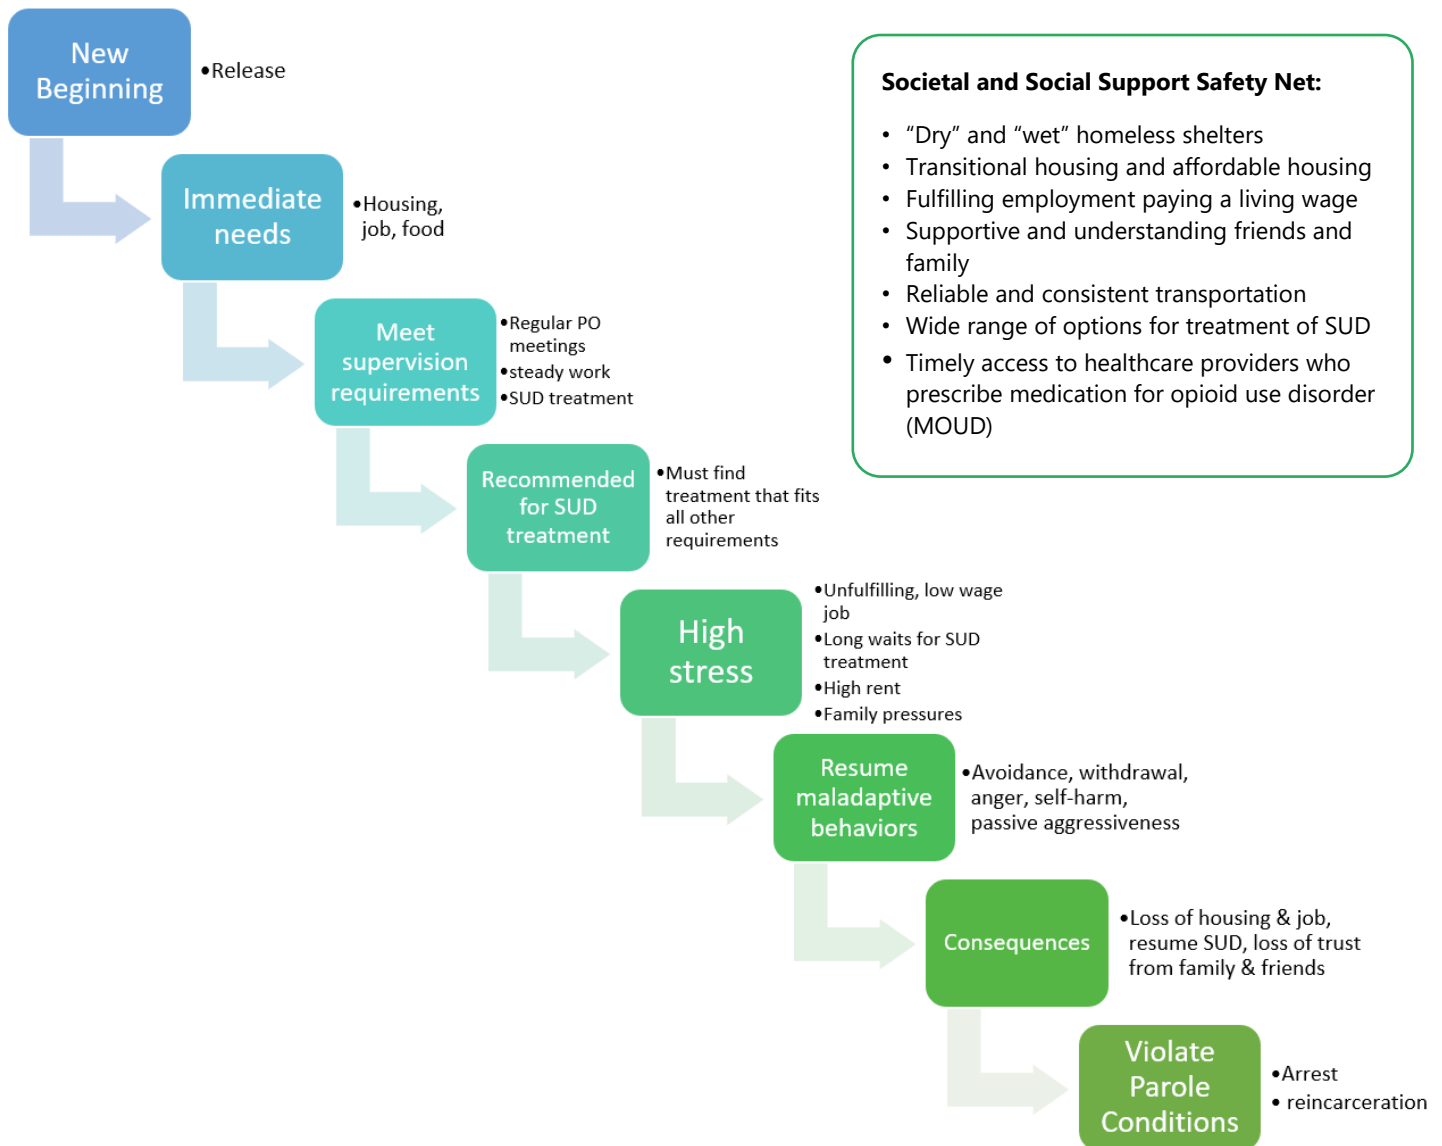 New
Beginning
•Release
Immediate
needs
•Housing,
job, food
Meet
supervision
requirements
•Regular PO
meetings
•steady work
•SUD treatment
Recommended
for SUD
treatment
•Must find
treatment that fits
all other
requirements
High
stress
•Unfulfilling, low wage
job
•Long waits for SUD
treatment
•High rent
•Family pressures
Resume
maladaptive
behaviors
•Avoidance, withdrawal,
anger, self-harm,
passive aggressiveness
Consequences
•Loss of housing & job,
resume SUD, loss of trust
from family & friends
Violate
Parole
Conditions
•Arrest
• reincarceration
Societal and Social Support Safety Net:
• “Dry” and “wet” homeless shelters
• Transitional housing and affordable housing
• Fulfilling employment paying a living wage
• Supportive and understanding friends and
family
• Reliable and consistent transportation
• Wide range of options for treatment of SUD
• Timely access to healthcare providers who
prescribe medication for opioid use disorder
(MOUD)